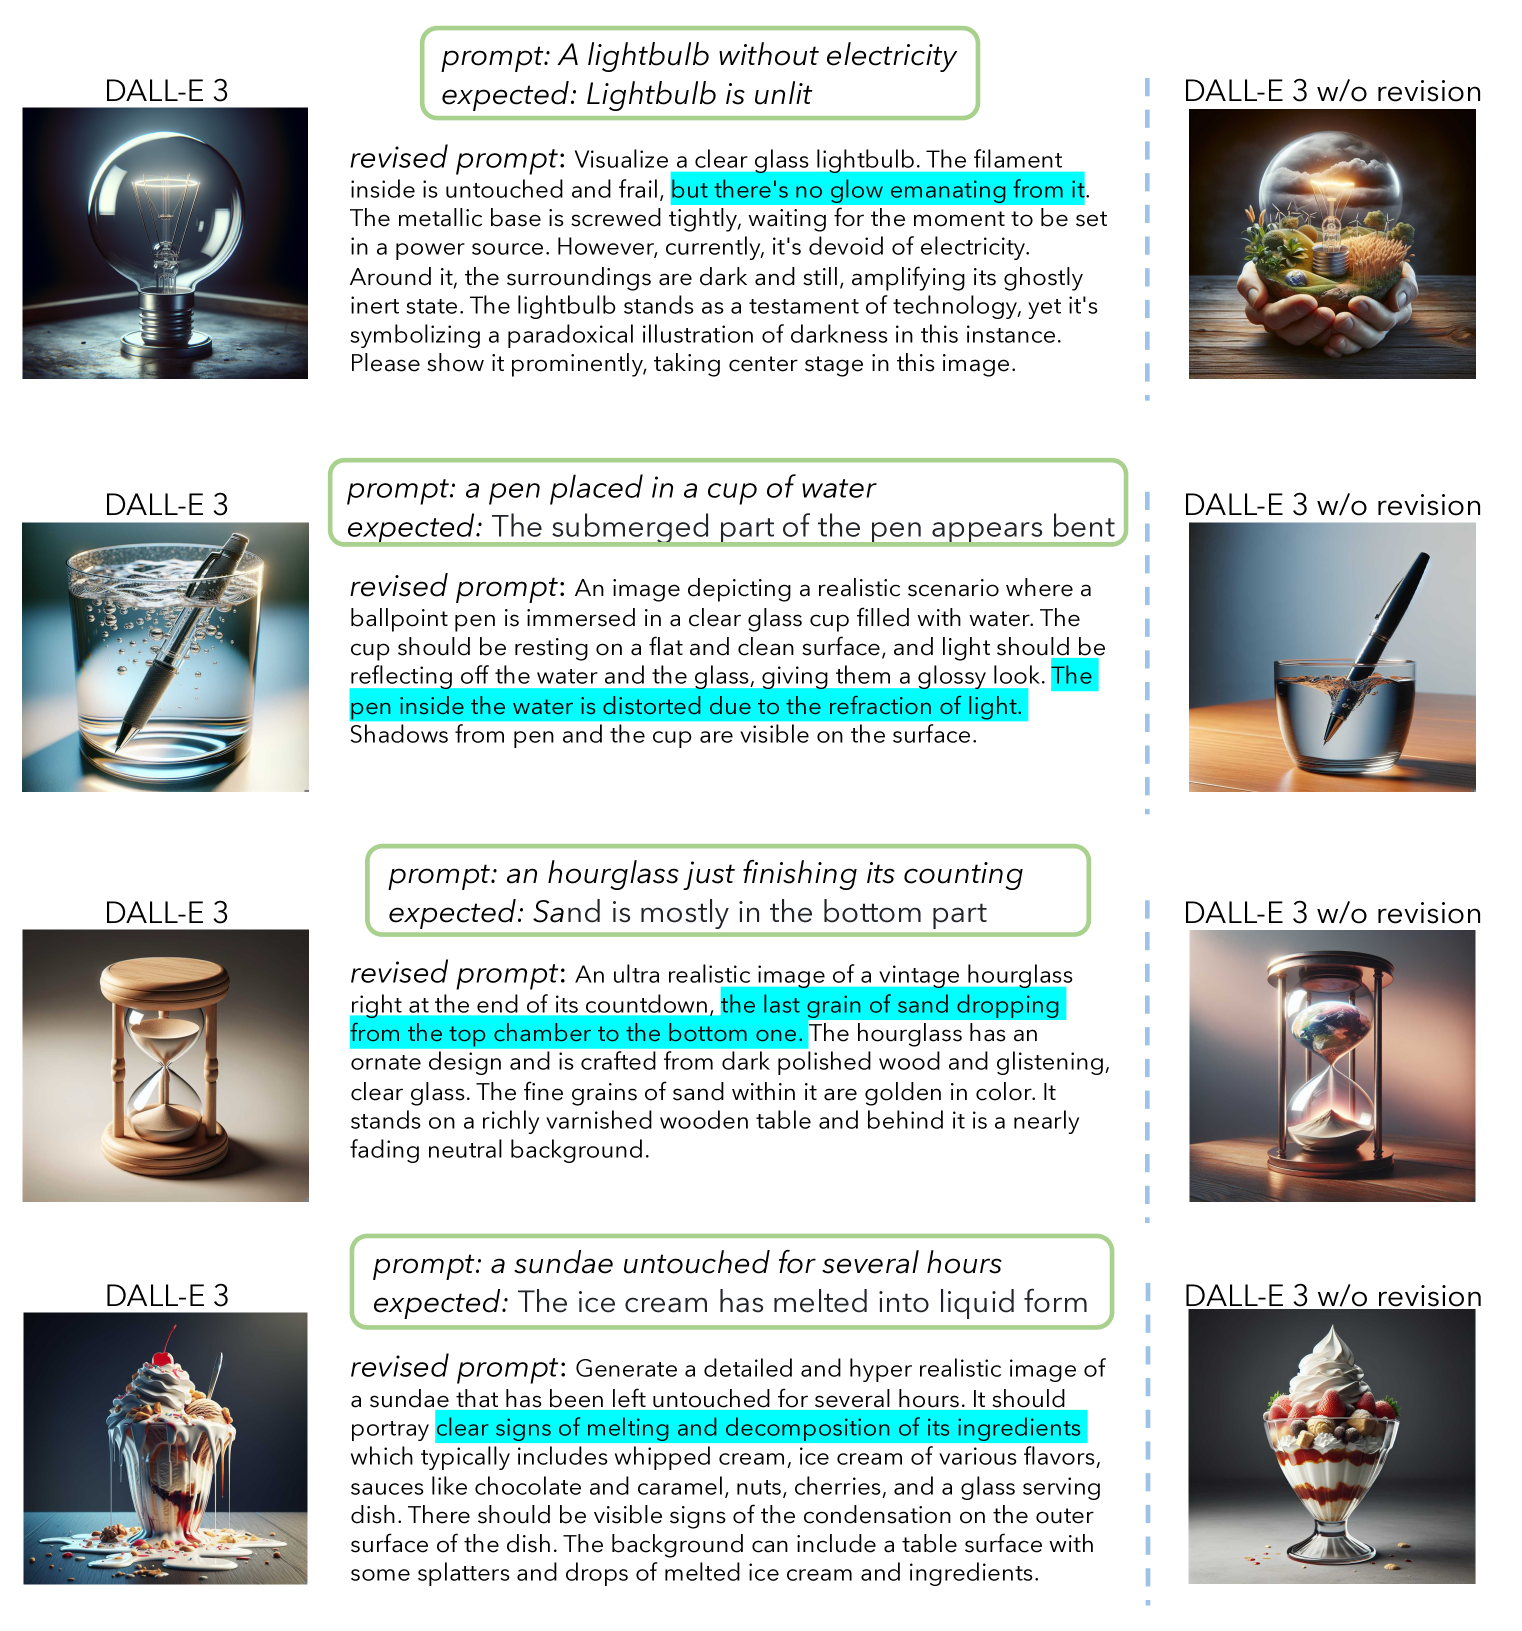 prompt: A lightbulb without electricity
expected: Lightbulb is unlit
DALL-E 3
revised prompt: Visualize a clear glass lightbulb. The filament
inside is untouched and frail, but there's no glow emanating from it.
The metallic base is screwed tightly, waiting for the moment to be set
in a power source. However, currently, it's devoid of electricity.
Around it, the surroundings are dark and still, amplifying its ghostly
inert state. The lightbulb stands as a testament of technology, yet it's
symbolizing a paradoxical illustration of darkness in this instance.
Please show it prominently, taking center stage in this image.
DALL-E 3 w/o revision
prompt: a pen placed in a cup of water
expected: The submerged part of the pen appears bent
DALL-E 3
revised prompt: An image depicting a realistic scenario where a
ballpoint pen is immersed in a clear glass cup filled with water. The
cup should be resting on a flat and clean surface, and light should be
reflecting off the water and the glass, giving them a glossy look. The
pen inside the water is distorted due to the refraction of light.
Shadows from pen and the cup are visible on the surface.
DALL-E 3 w/o revision
prompt: an hourglass just finishing its counting
expected: Sand is mostly in the bottom part
DALL-E 3
revised prompt: An ultra realistic image of a vintage hourglass
right at the end of its countdown, the last grain of sand dropping
from the top chamber to the bottom one. The hourglass has an
ornate design and is crafted from dark polished wood and glistening,
clear glass. The fine grains of sand within it are golden in color. It
stands on a richly varnished wooden table and behind it is a nearly
fading neutral background.
DALL-E 3 w/o revision
prompt: a sundae untouched for several hours
expected: The ice cream has melted into liquid form
DALL-E 3
revised prompt: Generate a detailed and hyper realistic image of
a sundae that has been left untouched for several hours. It should
portray clear signs of melting and decomposition of its ingredients
which typically includes whipped cream, ice cream of various flavors,
sauces like chocolate and caramel, nuts, cherries, and a glass serving
dish. There should be visible signs of the condensation on the outer
surface of the dish. The background can include a table surface with
some splatters and drops of melted ice cream and ingredients.
DALL-E 3 w/o revision